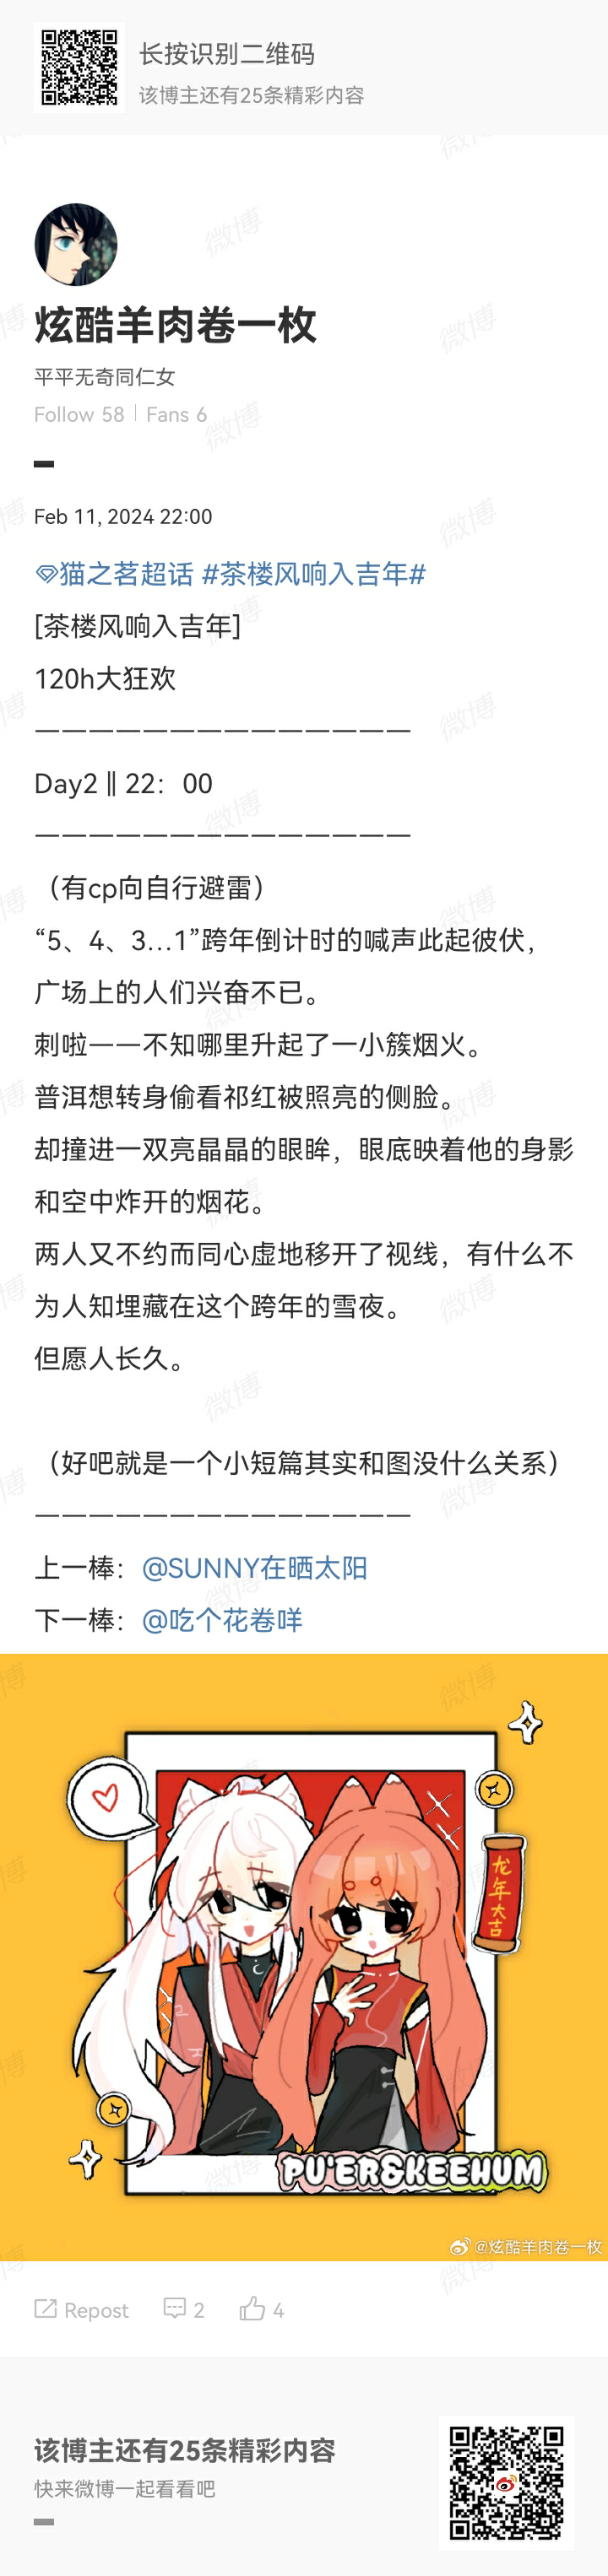 长按识别二维码
该博主还有25条精彩内容
炫酷羊肉卷一枚
平平无奇同仁女
Follow 58 | Fans 6
Feb 11, 2024 22:00
猫之茗超话 #茶楼风响入吉年#
[茶楼风响入吉年]
120h大狂欢
——————————————
Day2 || 22：00
——————————————
（有cp向自行避雷）
“5、4、3…1”跨年倒计时的喊声此起彼伏，
广场上的人们兴奋不已。
刺啦——不知哪里升起了一小簇烟火。
普洱想转身偷看祁红被照亮的侧脸。
却撞进一双亮晶晶的眼眸，眼底映着他的身影
和空中炸开的烟花。
两人又不约而同心虚地移开了视线，有什么不
为人知埋藏在这个跨年的雪夜。
但愿人长久。
（好吧就是一个小短篇其实和图没什么关系）
——————————————
上一棒：@SUNNY在晒太阳
下一棒：@吃个花卷咩
龙年大吉
PU'ER&KEEHUM
@炫酷羊肉卷一枚
Repost 2 4
该博主还有25条精彩内容
快来微博一起看看吧
微博